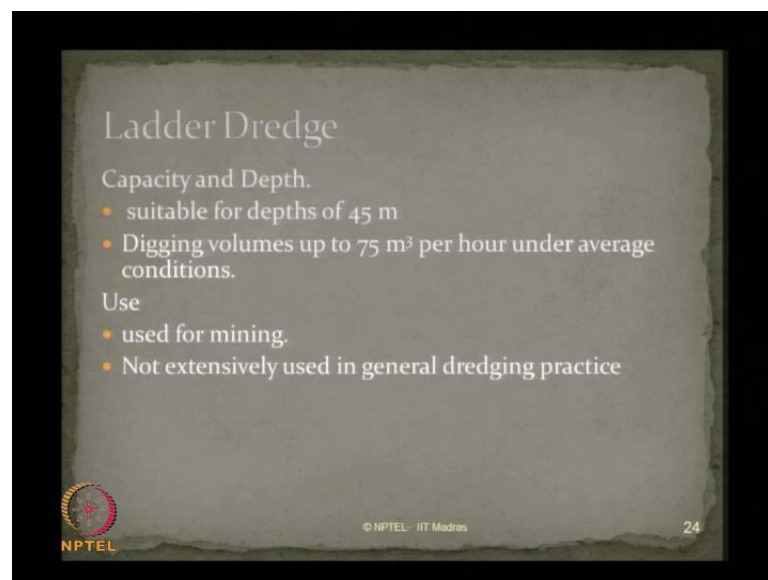 Ladder Dredge
Capacity and Depth.
• suitable for depths of 45 m
• Digging volumes up to 75 m³ per hour under average
conditions.
Use
• used for mining.
• Not extensively used in general dredging practice
© NPTEL- IIT Madras
24
NPTEL